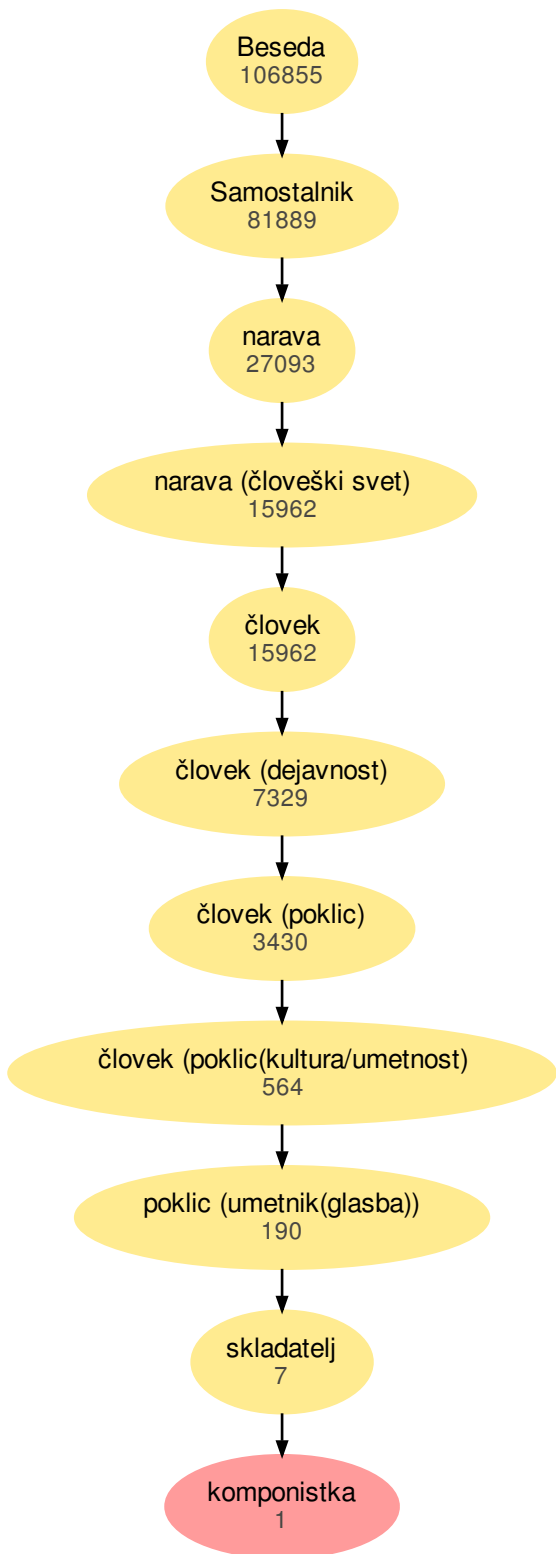 Beseda
106855
Samostalnik
81889
narava
27093
narava (človeški svet)
15962
človek
15962
človek (dejavnost)
7329
človek (poklic)
3430
človek (poklic(kultura/umetnost)
564
poklic (umetnik(glasba))
190
skladatelj
7
komponistka
1